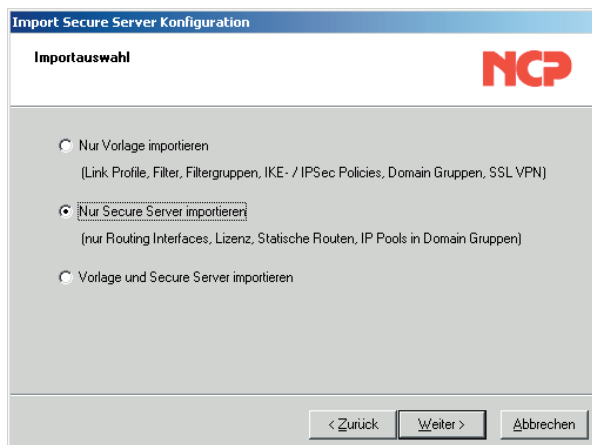 Import Secure Server Konfiguration
Importauswahl
NCP
Nur Vorlage importieren
(Link Profile, Filter, Filtergruppen, IKE- / IPSec Policies, Domain Gruppen, SSL VPN)
Nur Secure Server importieren
(nur Routing Interfaces, Lizenz, Statische Routen, IP Pools in Domain Gruppen)
Vorlage und Secure Server importieren
< Zurück Weiter > Abbrechen